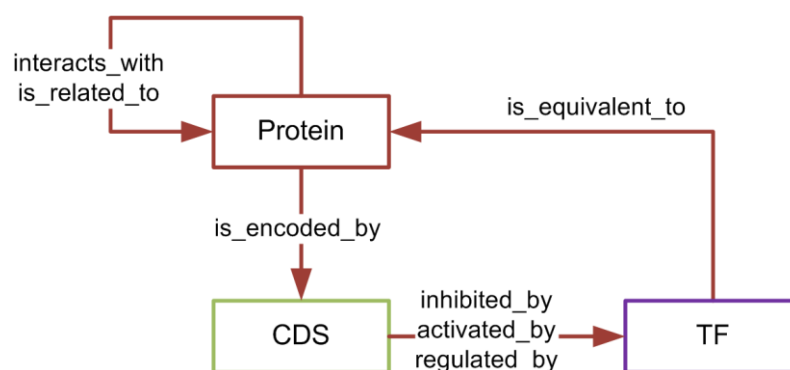 interacts_with
is_related_to
Protein
is_equivalent_to
is_encoded_by
CDS
inhibited_by
activated_by
regulated_by
TF